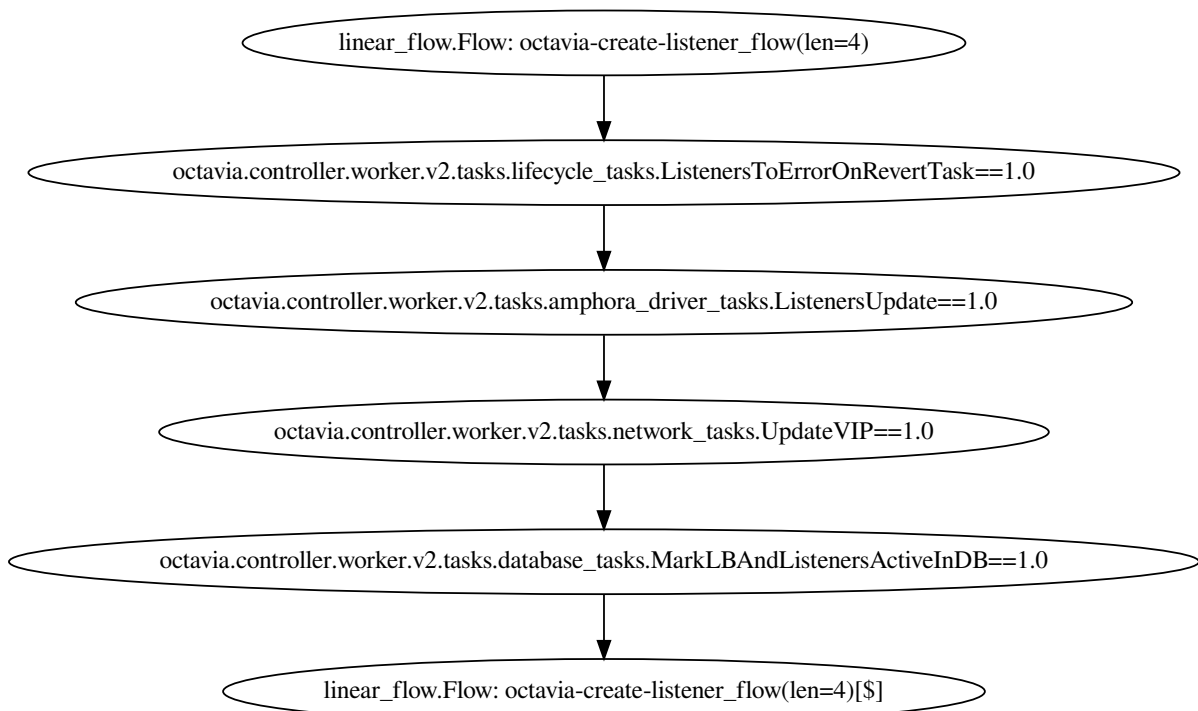 linear_flow.Flow: octavia-create-listener_flow(len=4)
octavia.controller.worker.v2.tasks.lifecycle_tasks.ListenersToErrorOnRevertTask==1.0
octavia.controller.worker.v2.tasks.amphora_driver_tasks.ListenersUpdate==1.0
octavia.controller.worker.v2.tasks.network_tasks.UpdateVIP==1.0
octavia.controller.worker.v2.tasks.database_tasks.MarkLBAndListenersActiveInDB==1.0
linear_flow.Flow: octavia-create-listener_flow(len=4)[$]